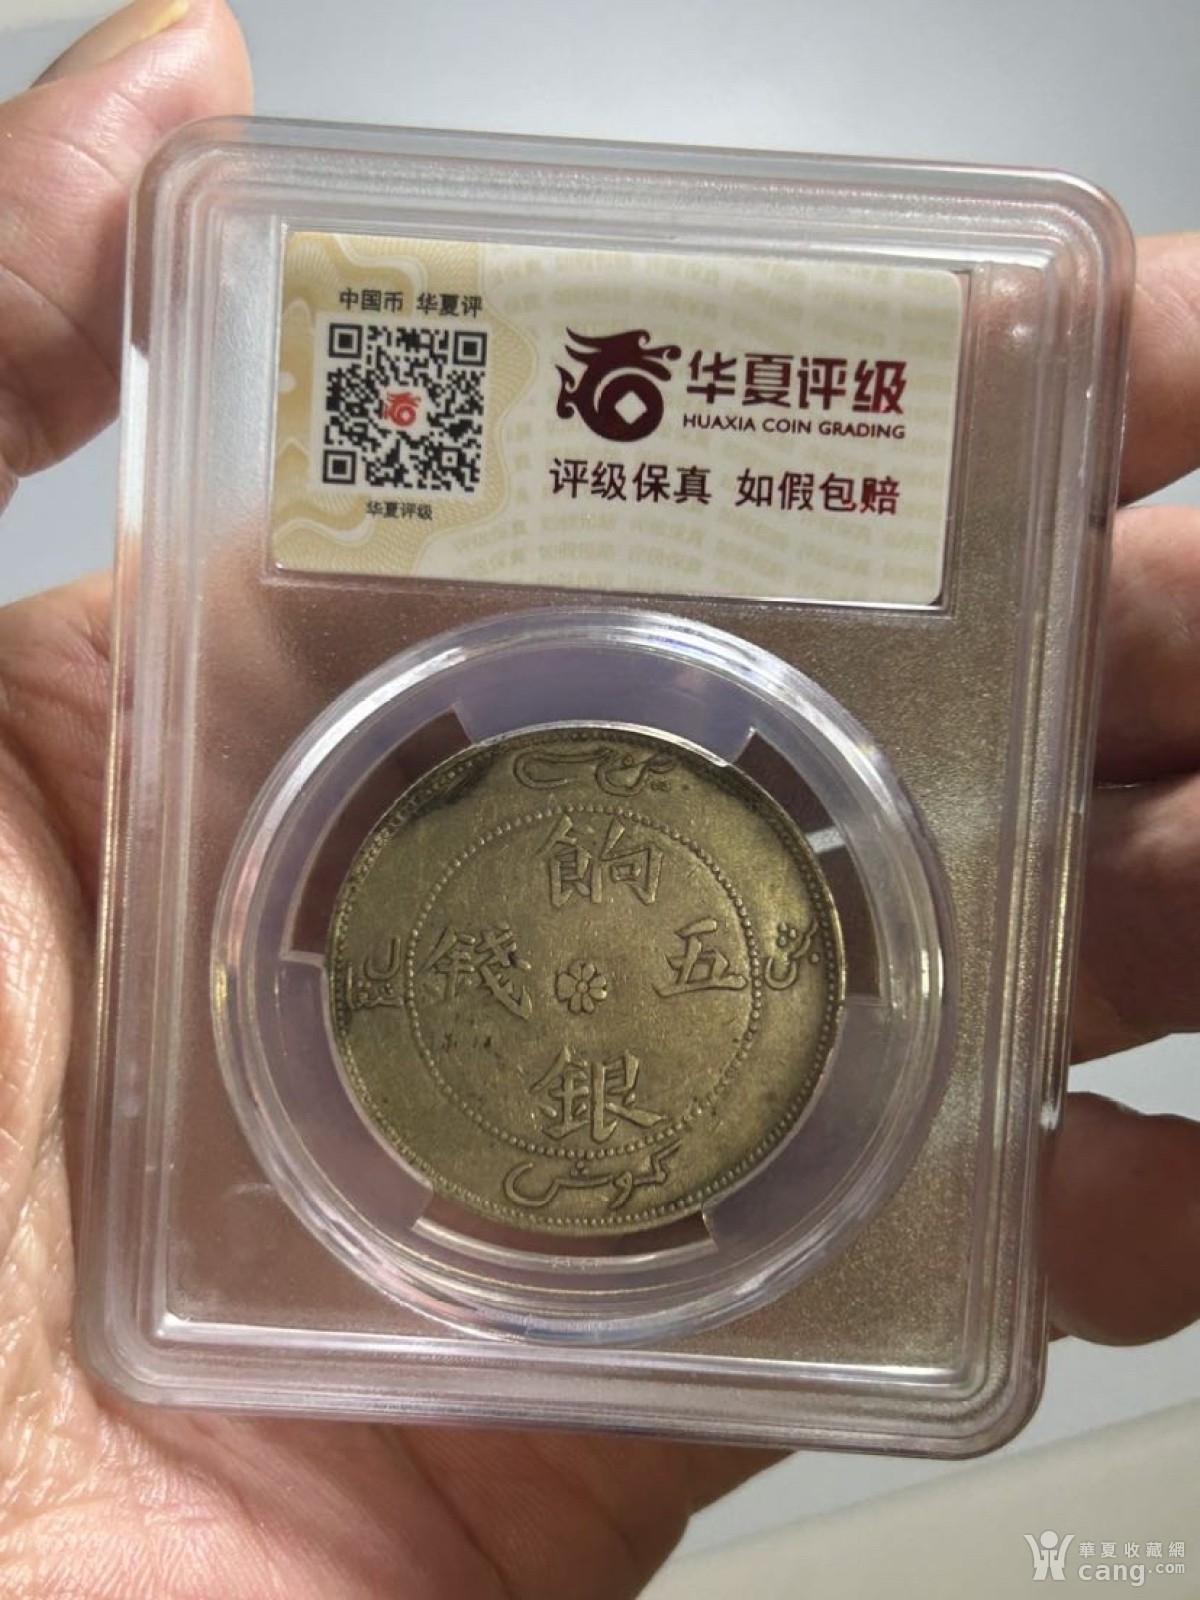 中国币 华夏评
华夏评级
华夏评级
HUAXIA COIN GRADING
评级保真 如假包赔
餉
錢 五
銀
كموش
華夏收藏網
cang.com